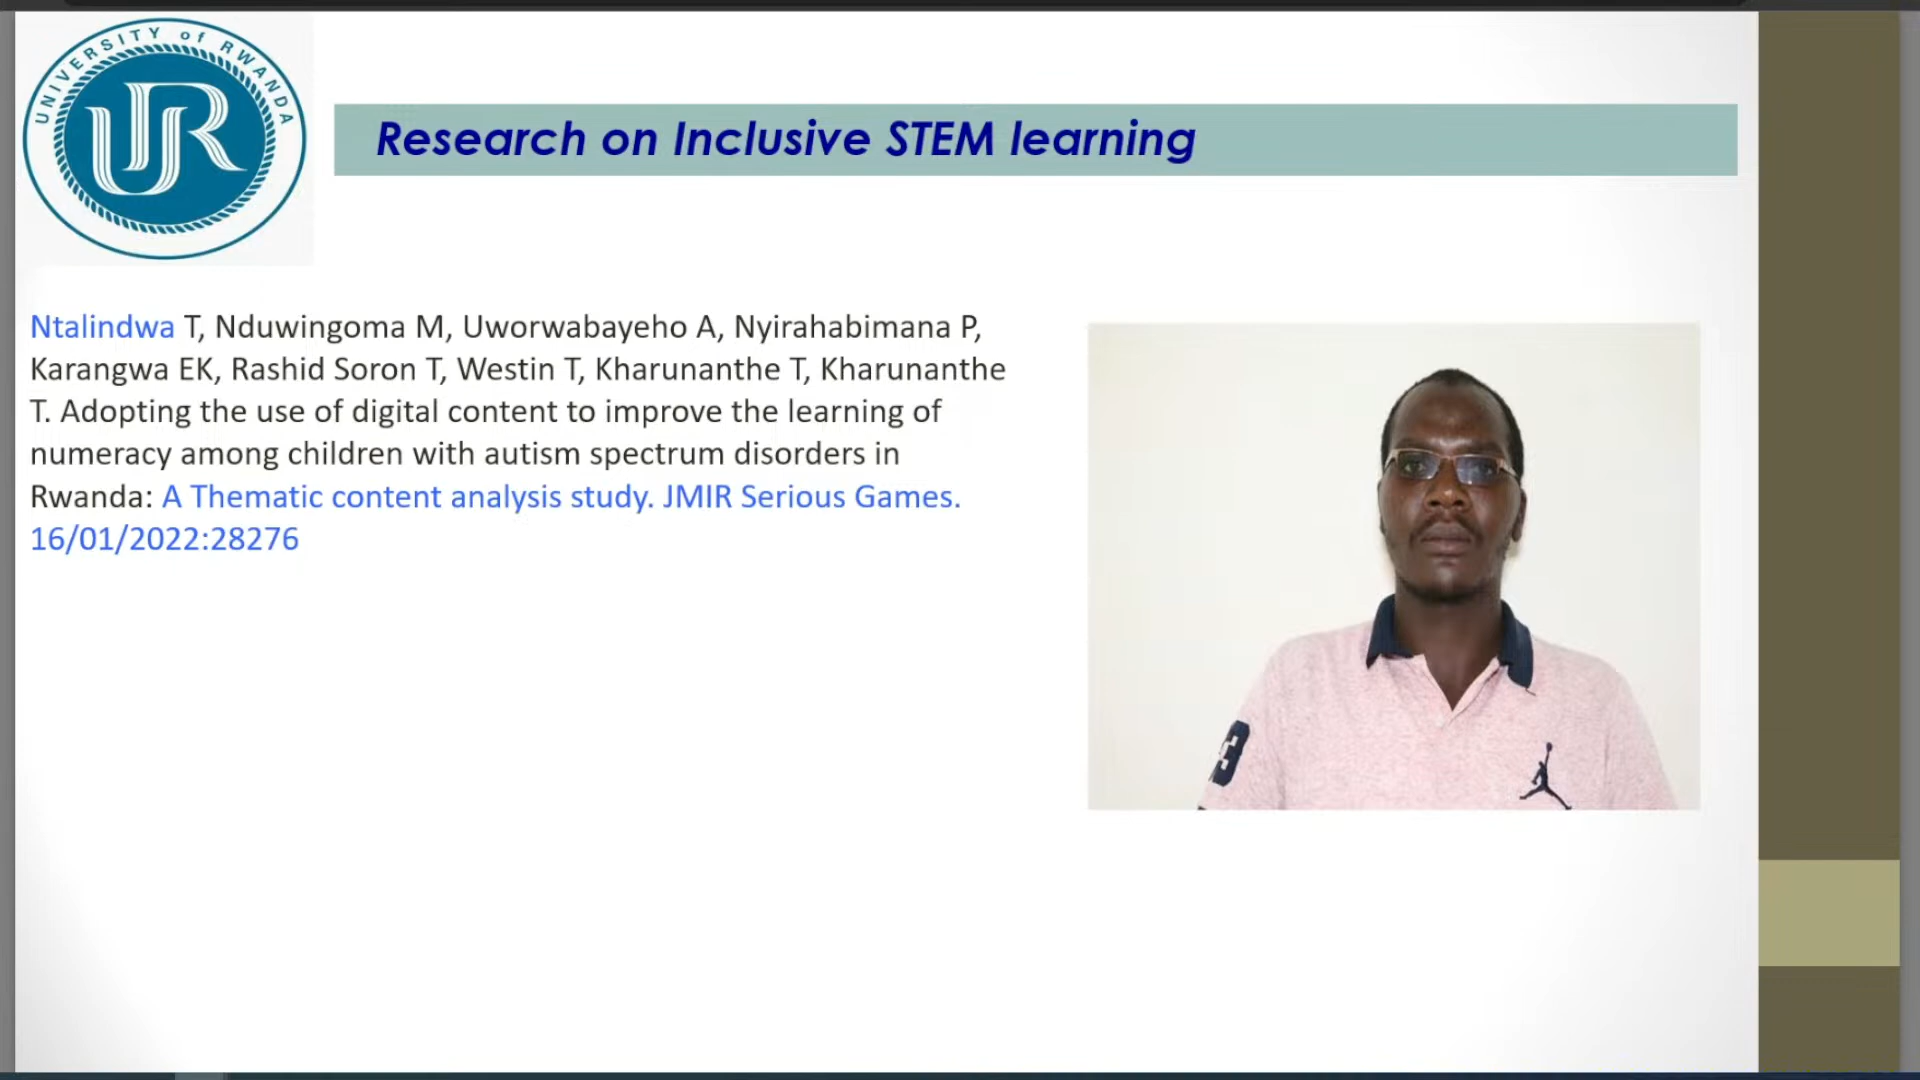 UNIVERSITY of RWANDA
UR
Research on Inclusive STEM learning
Ntalindwa T, Nduwingoma M, Uworwabayeho A, Nyirahabimana P,
Karangwa EK, Rashid Soron T, Westin T, Kharunanthe T, Kharunanthe
T. Adopting the use of digital content to improve the learning of
numeracy among children with autism spectrum disorders in
Rwanda: A Thematic content analysis study. JMIR Serious Games.
16/01/2022:28276